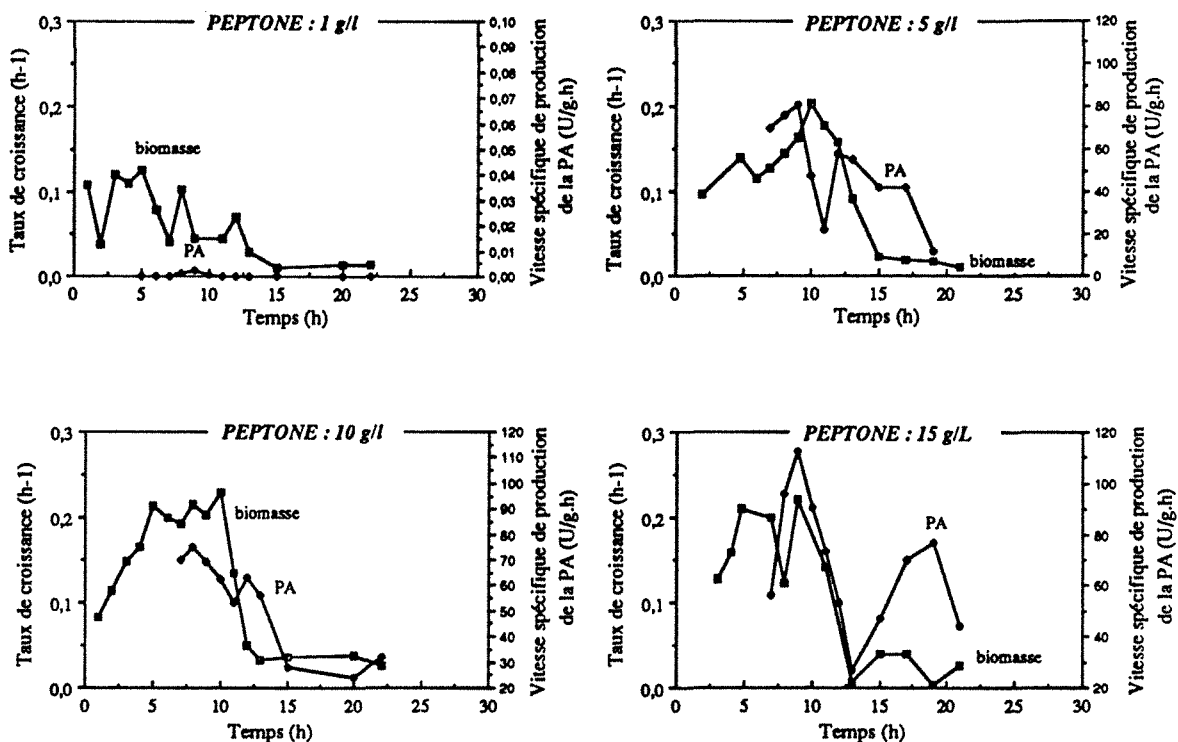 PEPTONE : 1 g/l
Taux de croissance (h-1)
0,3
0,2
0,1
0,0
biomasse
PA
0 5 10 15 20 25 30
Temps (h)
0,10
0,09
0,08
0,07
0,06
0,05
0,04
0,03
0,02
0,01
0,00
Vitesse spécifique de production
de la PA (U/g.h)
PEPTONE : 5 g/l
Taux de croissance (h-1)
0,3
0,2
0,1
0,0
PA
biomasse
0 5 10 15 20 25 30
Temps (h)
120
100
80
60
40
20
0
Vitesse spécifique de production
de la PA (U/g.h)
PEPTONE : 10 g/l
Taux de croissance (h-1)
0,3
0,2
0,1
0,0
biomasse
PA
0 5 10 15 20 25 30
Temps (h)
120
110
100
90
80
70
60
50
40
30
20
Vitesse spécifique de production
de la PA (U/g.h)
PEPTONE : 15 g/L
Taux de croissance (h-1)
0,3
0,2
0,1
0,0
PA
biomasse
0 5 10 15 20 25 30
Temps (h)
120
100
80
60
40
20
Vitesse spécifique de production
de la PA (U/g.h)